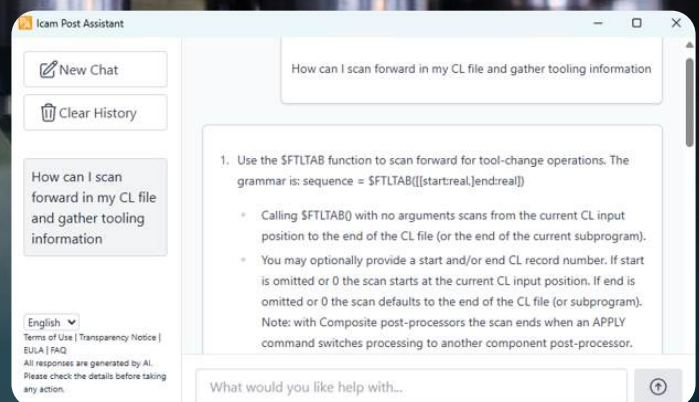 Icam Post Assistant
New Chat
Clear History
How can I scan
forward in my CL file
and gather tooling
information
English
Terms of Use | Transparency Notice |
EULA | FAQ
All responses are generated by AI.
Please check the details before taking
any action.
How can I scan forward in my CL file and gather tooling information
1. Use the $FTLTAB function to scan forward for tool-change operations. The
grammar is: sequence = $FTLTAB([[start:real,]end:real])
Calling $FTLTAB() with no arguments scans from the current CL input
position to the end of the CL file (or the end of the current subprogram).
You may optionally provide a start and/or end CL record number. If start
is omitted or 0 the scan starts at the current CL input position. If end is
omitted or 0 the scan defaults to the end of the CL file (or subprogram).
Note: with Composite post-processors the scan ends when an APPLY
command switches processing to another component post-processor.
What would you like help with...